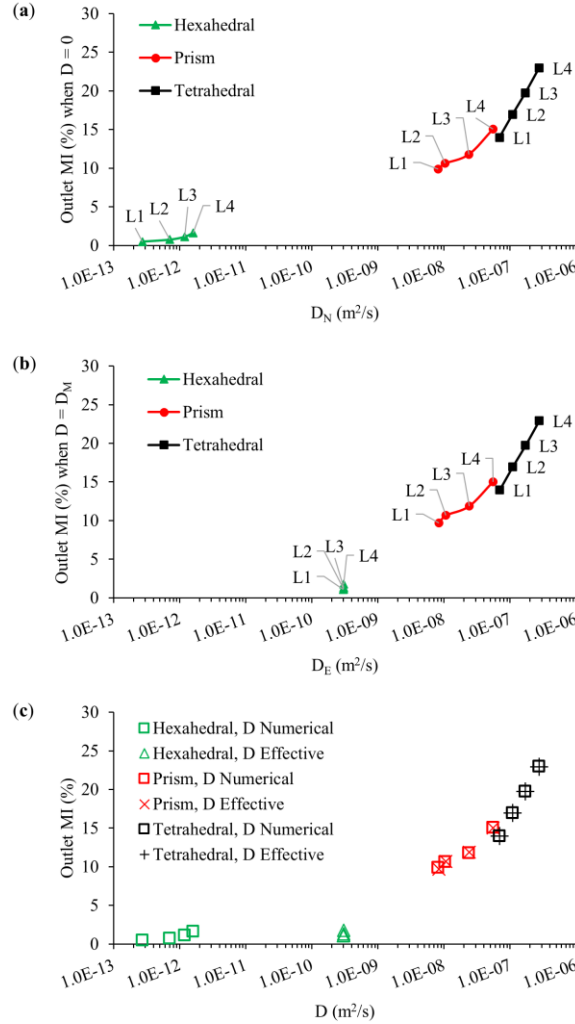 (a)
Hexahedral
Prism
Tetrahedral
Outlet MI (%) when D = 0
30
25
20
15
10
5
0
L1
L2
L3
L4
L1
L2
L3
L4
L1
L2
L3
L4
1.0E-13
1.0E-12
1.0E-11
1.0E-10
1.0E-09
1.0E-08
1.0E-07
1.0E-06
D_N (m²/s)
(b)
Hexahedral
Prism
Tetrahedral
Outlet MI (%) when D = D_M
30
25
20
15
10
5
0
L1
L2
L3
L4
L1
L2
L3
L4
L1
L2
L3
L4
1.0E-13
1.0E-12
1.0E-11
1.0E-10
1.0E-09
1.0E-08
1.0E-07
1.0E-06
D_E (m²/s)
(c)
Hexahedral, D Numerical
Hexahedral, D Effective
Prism, D Numerical
Prism, D Effective
Tetrahedral, D Numerical
Tetrahedral, D Effective
Outlet MI (%)
30
25
20
15
10
5
0
1.0E-13
1.0E-12
1.0E-11
1.0E-10
1.0E-09
1.0E-08
1.0E-07
1.0E-06
D (m²/s)